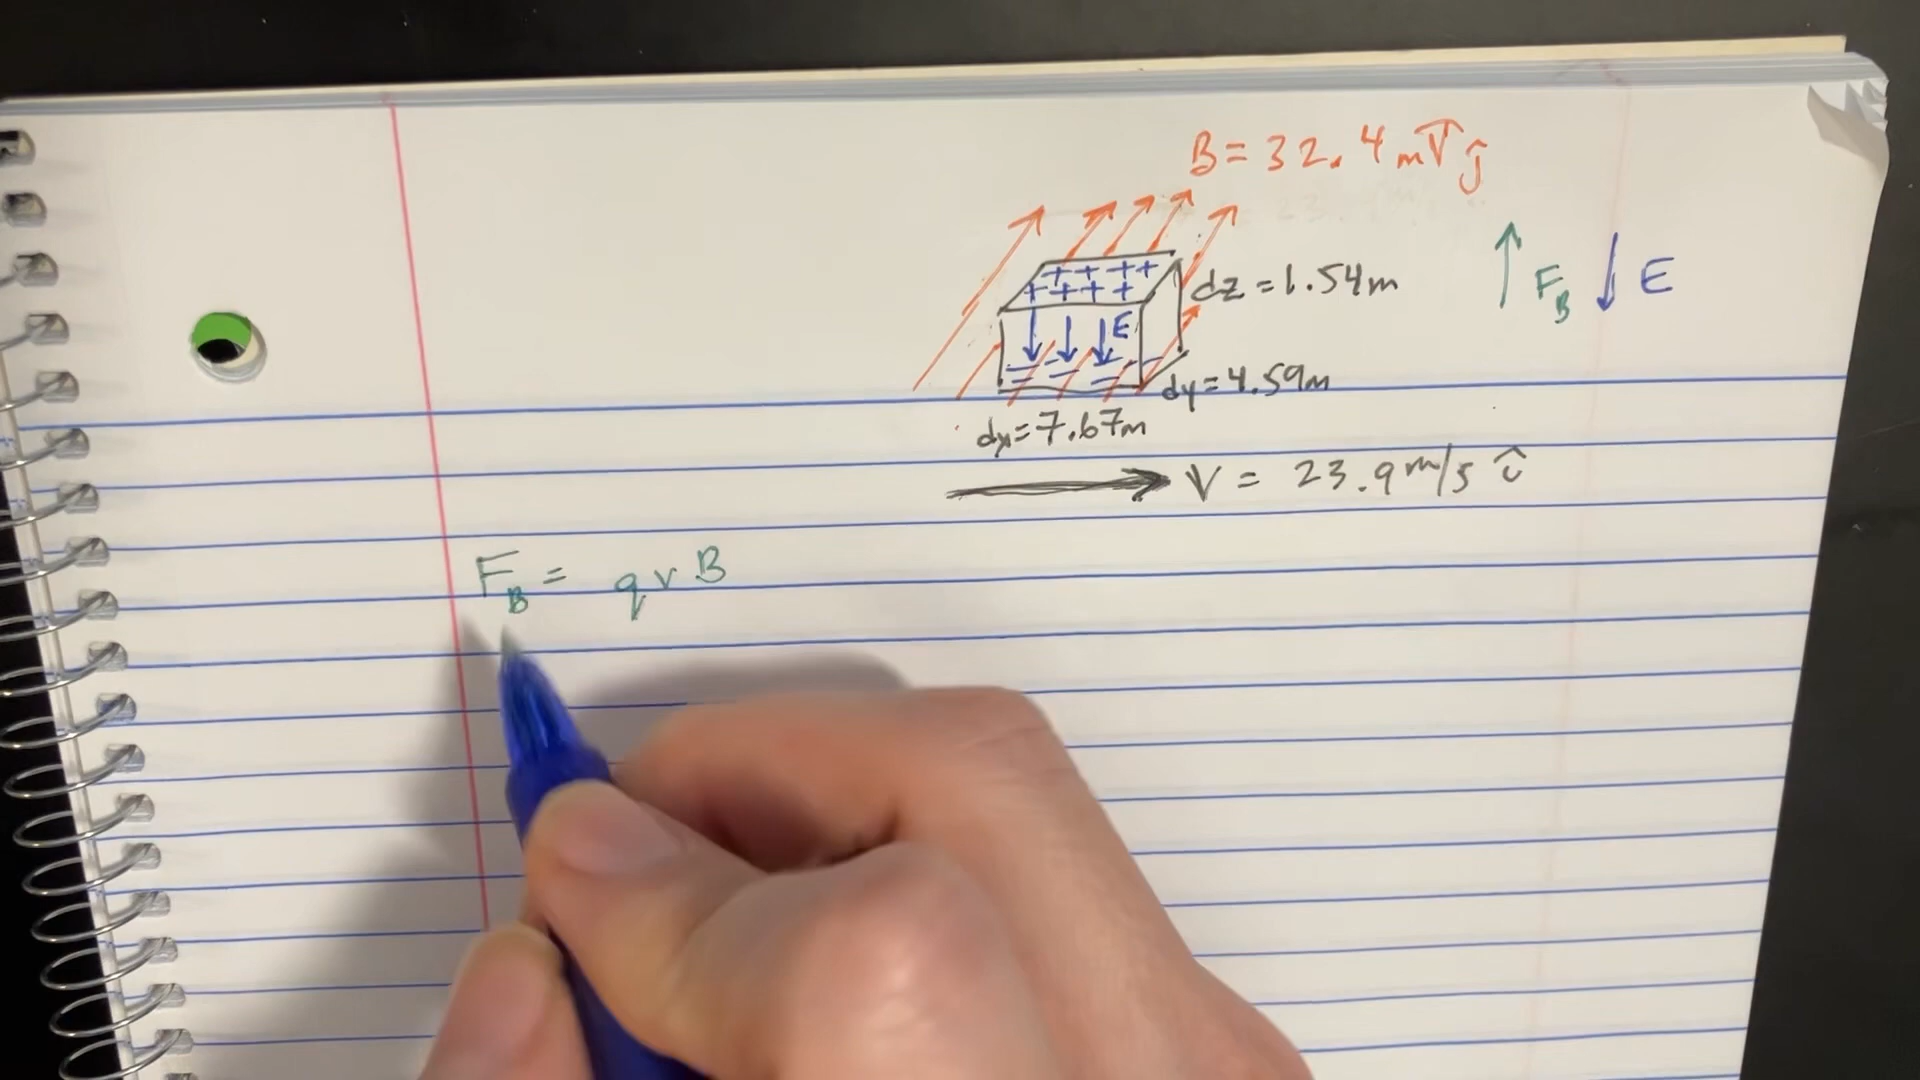 B = 32.4 mT ĵ
+ + + +
+ + + +
dz = 1.54m
F_B E
E
dy = 4.59m
dx = 7.67m
V = 23.9 m/s î
F_B = qvB